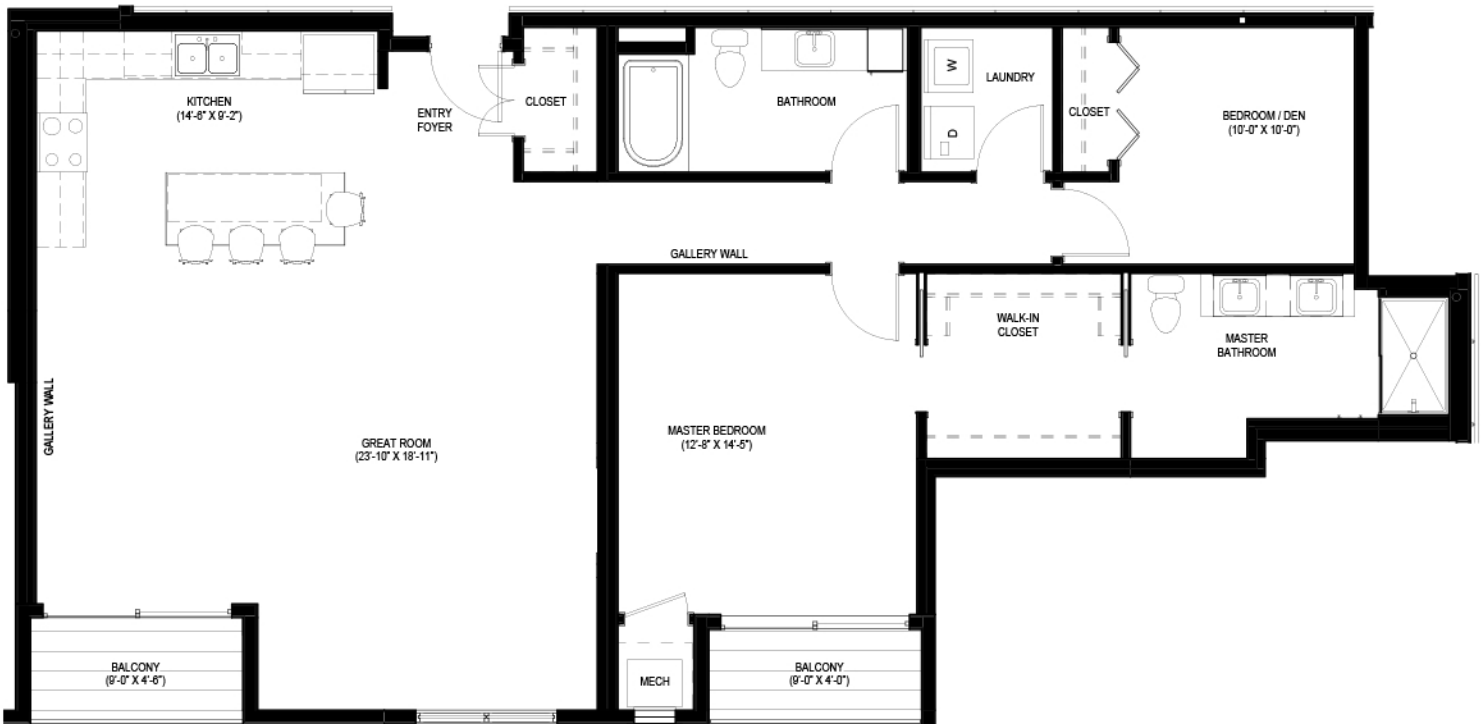 KITCHEN
(14'-6" X 9'-2")
ENTRY
FOYER
CLOSET
BATHROOM
W
D
LAUNDRY
CLOSET
BEDROOM / DEN
(10'-0" X 10'-0")
GALLERY WALL
GALLERY WALL
GREAT ROOM
(23'-10" X 18'-11")
MASTER BEDROOM
(12'-8" X 14'-5")
WALK-IN
CLOSET
MASTER
BATHROOM
BALCONY
(9'-0" X 4'-6")
MECH
BALCONY
(9'-0" X 4'-0")